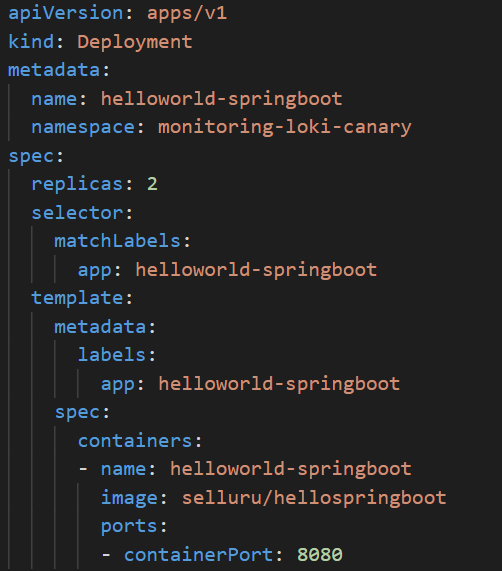 apiVersion: apps/v1
kind: Deployment
metadata:
  name: helloworld-springboot
  namespace: monitoring-loki-canary
spec:
  replicas: 2
  selector:
    matchLabels:
      app: helloworld-springboot
  template:
    metadata:
      labels:
        app: helloworld-springboot
    spec:
      containers:
      - name: helloworld-springboot
        image: selluru/hellospringboot
        ports:
        - containerPort: 8080